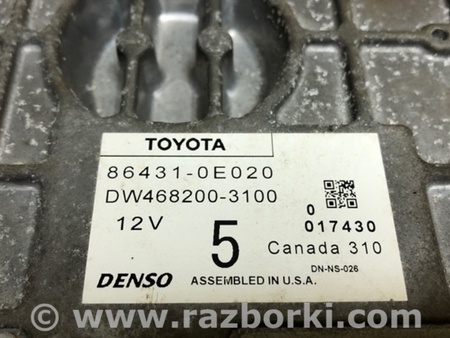 TOYOTA
86431-0E020
DW468200-3100
0
12V
5
017430
Canada 310
DN-NS-026
DENSO
ASSEMBLED IN U.S.A.
© www.razborki.com